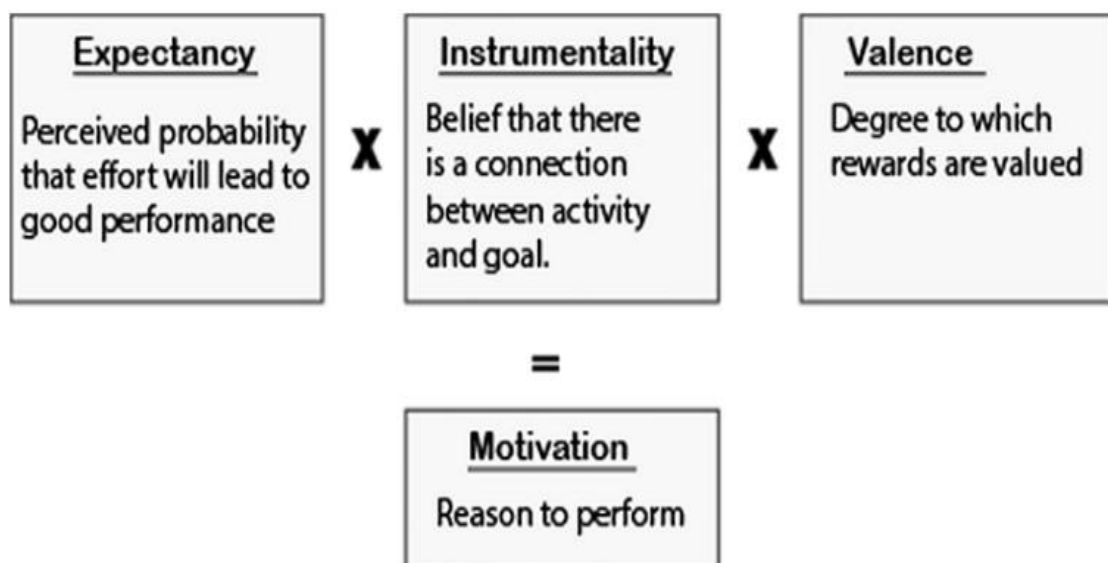 Expectancy
Perceived probability
that effort will lead to
good performance
X
Instrumentality
Belief that there
is a connection
between activity
and goal.
X
Valence
Degree to which
rewards are valued
=
Motivation
Reason to perform